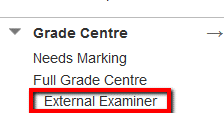 Grade Centre
Needs Marking
Full Grade Centre
External Examiner